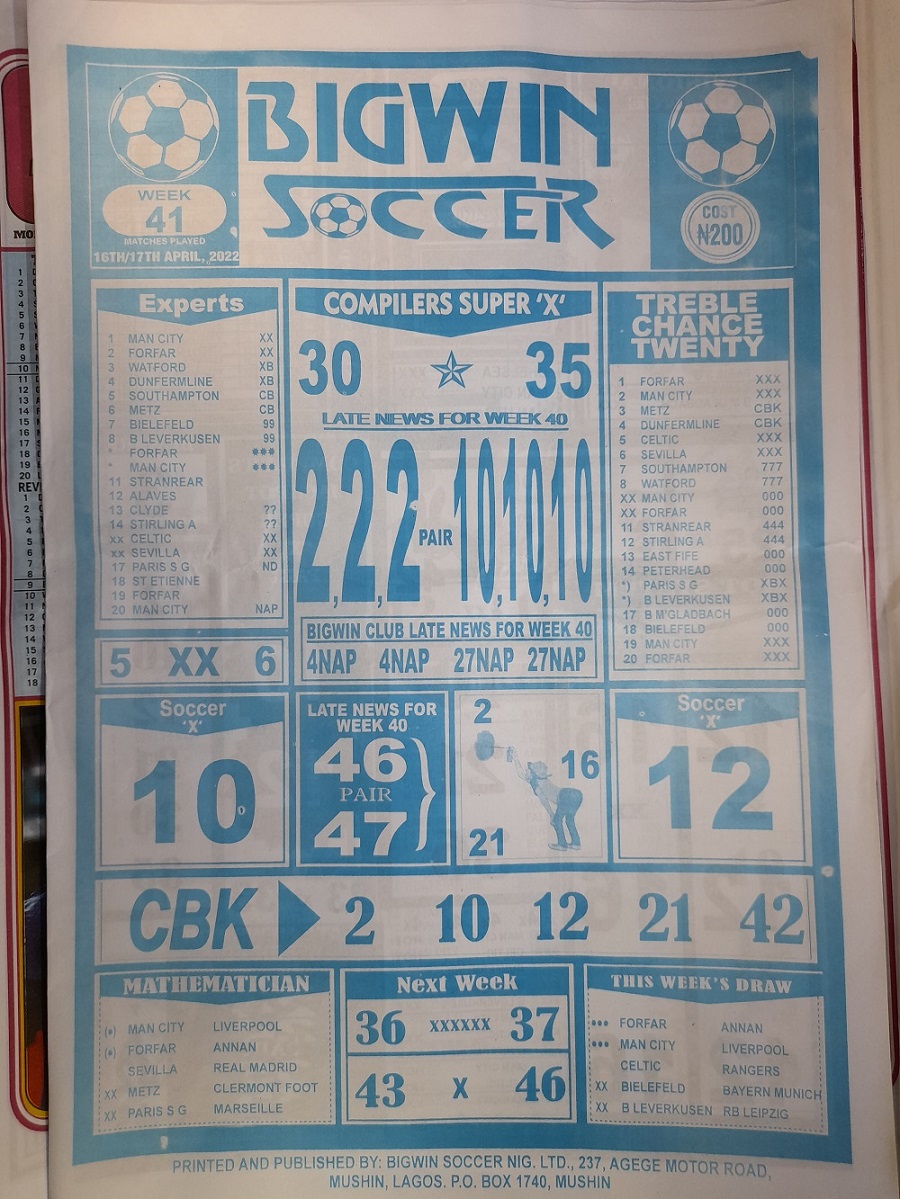 BIGWIN
SOCCER
WEEK
41
MATCHES PLAYED
16TH/17TH APRIL, 2022
COST
₦200
Experts
1 MAN CITY XX
2 FORFAR XX
3 WATFORD XB
4 DUNFERMLINE XB
5 SOUTHAMPTON CB
6 METZ CB
7 BIELEFELD 99
8 B LEVERKUSEN 99
* FORFAR •••
* MAN CITY •••
11 STRANREAR
12 ALAVES
13 CLYDE ??
14 STIRLING A ??
xx CELTIC XX
xx SEVILLA XX
17 PARIS S G ND
18 ST ETIENNE
19 FORFAR
20 MAN CITY NAP
5 XX 6
COMPILERS SUPER 'X'
30 35
LATE NEWS FOR WEEK 40
2,2,2 PAIR 10,10,10
BIGWIN CLUB LATE NEWS FOR WEEK 40
4NAP 4NAP 27NAP 27NAP
TREBLE
CHANCE
TWENTY
1 FORFAR XXX
2 MAN CITY XXX
3 METZ CBK
4 DUNFERMLINE CBK
5 CELTIC XXX
6 SEVILLA XXX
7 SOUTHAMPTON 777
8 WATFORD 777
XX MAN CITY 000
XX FORFAR 000
11 STRANREAR 444
12 STIRLING A 444
13 EAST FIFE 000
14 PETERHEAD 000
*) PARIS S G XBX
*) B LEVERKUSEN XBX
17 B M'GLADBACH 000
18 BIELEFELD 000
19 MAN CITY XXX
20 FORFAR XXX
Soccer
'X'
10
LATE NEWS FOR
WEEK 40
46
PAIR
47
2
16
21
Soccer
'X'
12
CBK 2 10 12 21 42
MATHEMATICIAN
(•) MAN CITY LIVERPOOL
(•) FORFAR ANNAN
SEVILLA REAL MADRID
XX METZ CLERMONT FOOT
XX PARIS S G MARSEILLE
Next Week
36 XXXXXX 37
43 X 46
THIS WEEK'S DRAW
••• FORFAR ANNAN
••• MAN CITY LIVERPOOL
CELTIC RANGERS
XX BIELEFELD BAYERN MUNICH
XX B LEVERKUSEN RB LEIPZIG
PRINTED AND PUBLISHED BY: BIGWIN SOCCER NIG. LTD., 237, AGEGE MOTOR ROAD,
MUSHIN, LAGOS. P.O. BOX 1740, MUSHIN